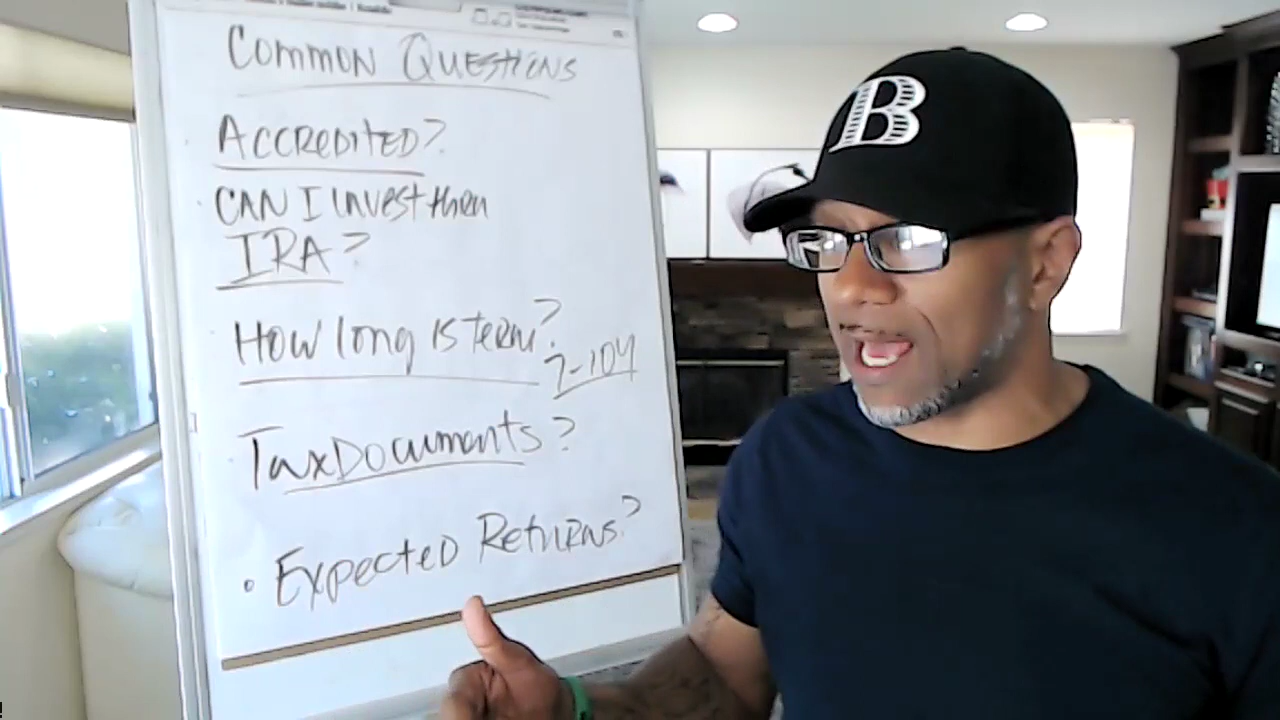 Common Questions
• Accredited?
• CAN I invest then
IRA?
• How long is term?
7-10Y
• Tax Documents?
• Expected Returns?
B